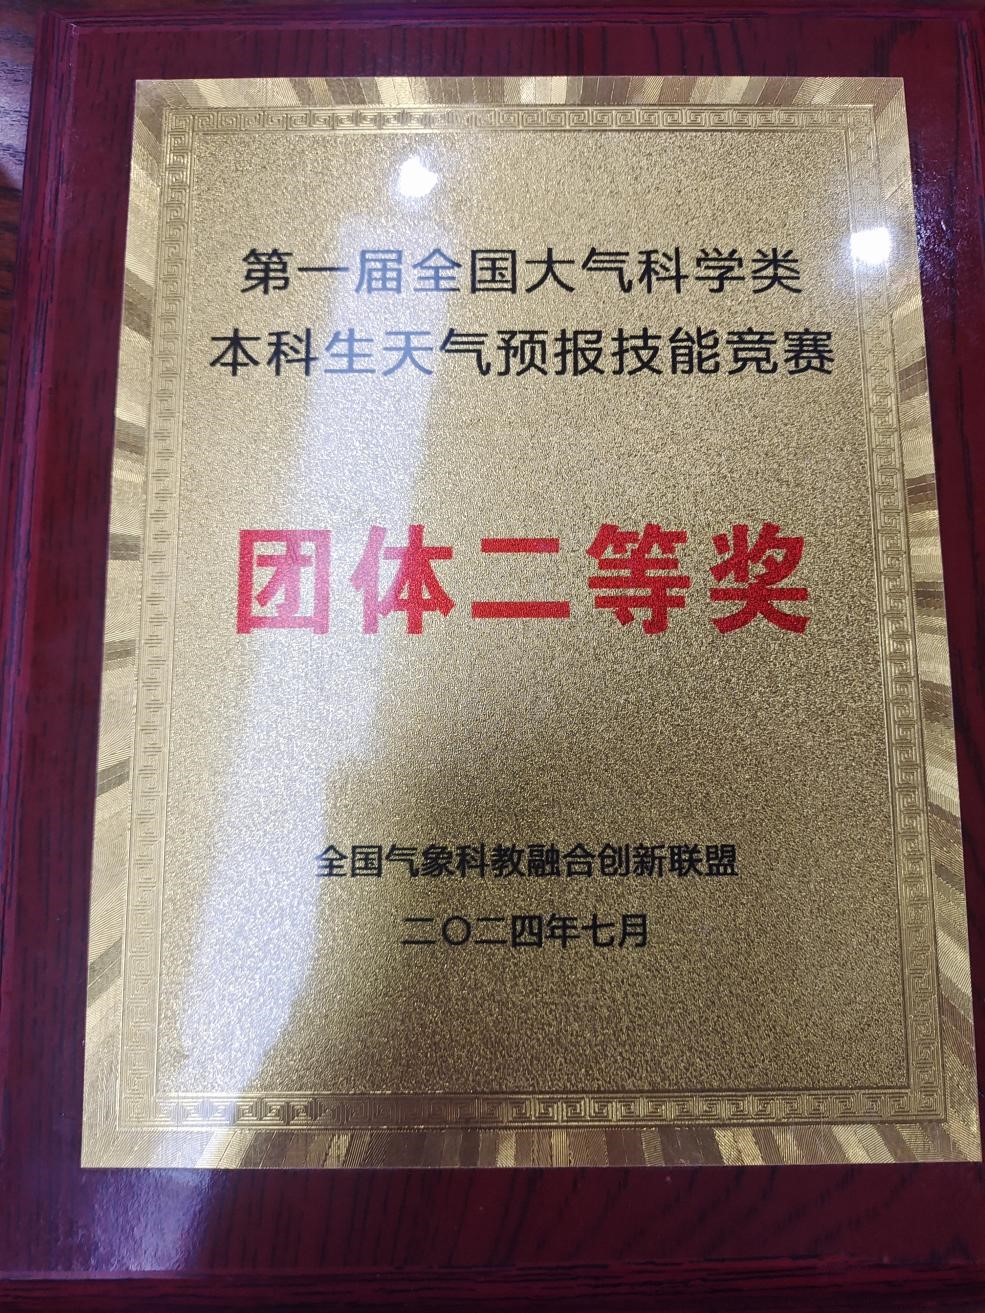 第一届全国大气科学类
本科生天气预报技能竞赛
团体二等奖
全国气象科教融合创新联盟
二〇二四年七月